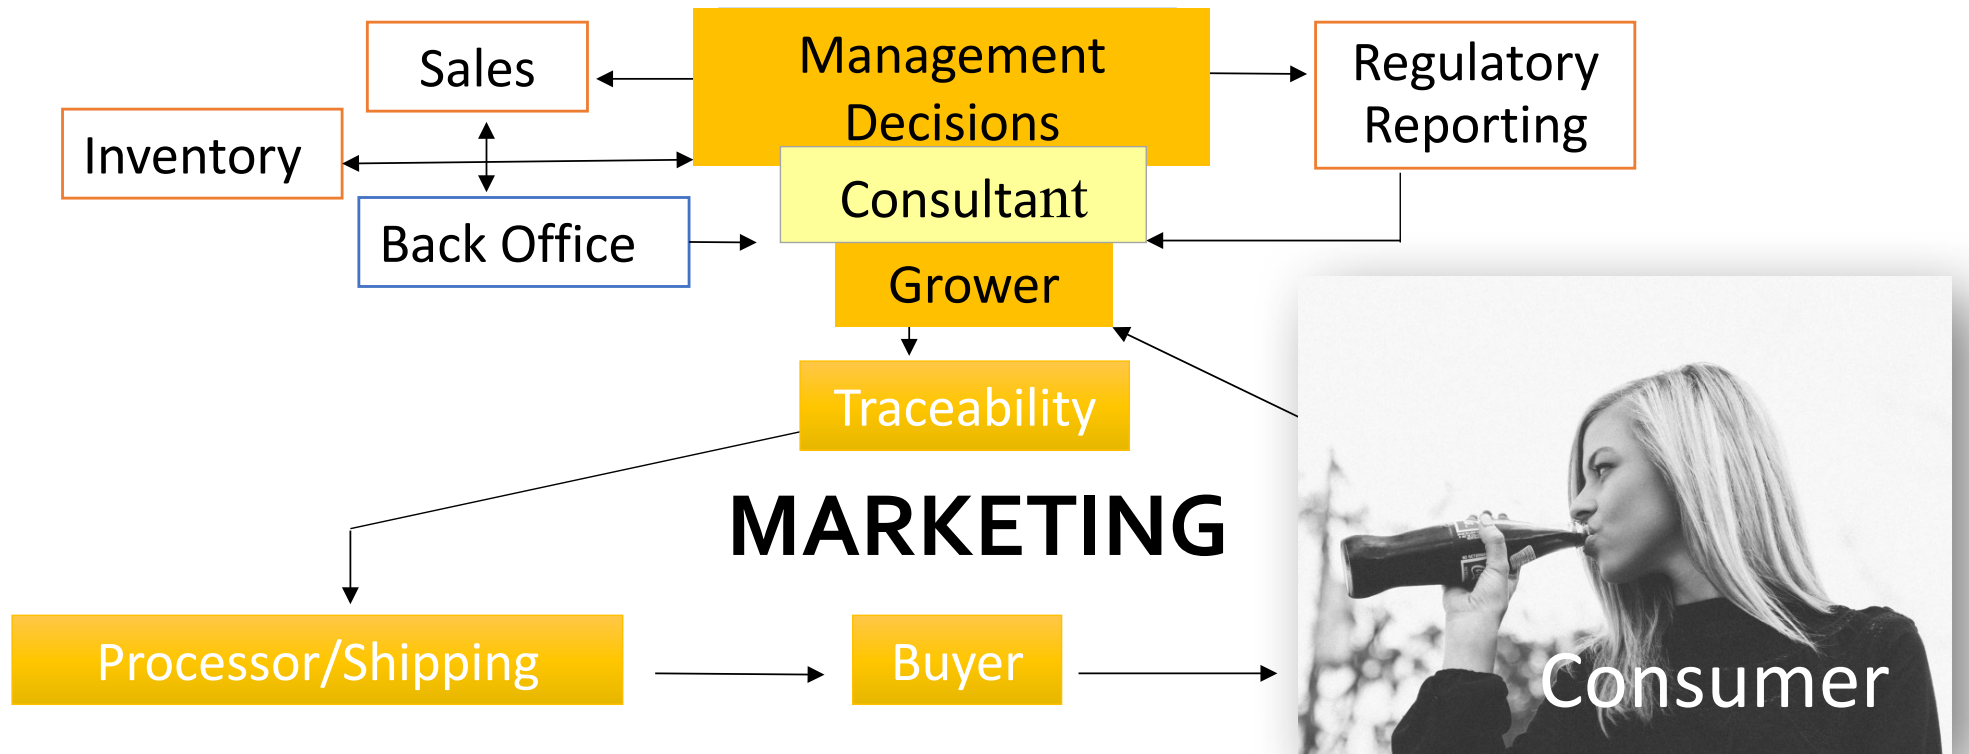 Sales
Management
Decisions
Regulatory
Reporting
Inventory
Consultant
Back Office
Grower
Traceability
MARKETING
Processor/Shipping
Buyer
Consumer